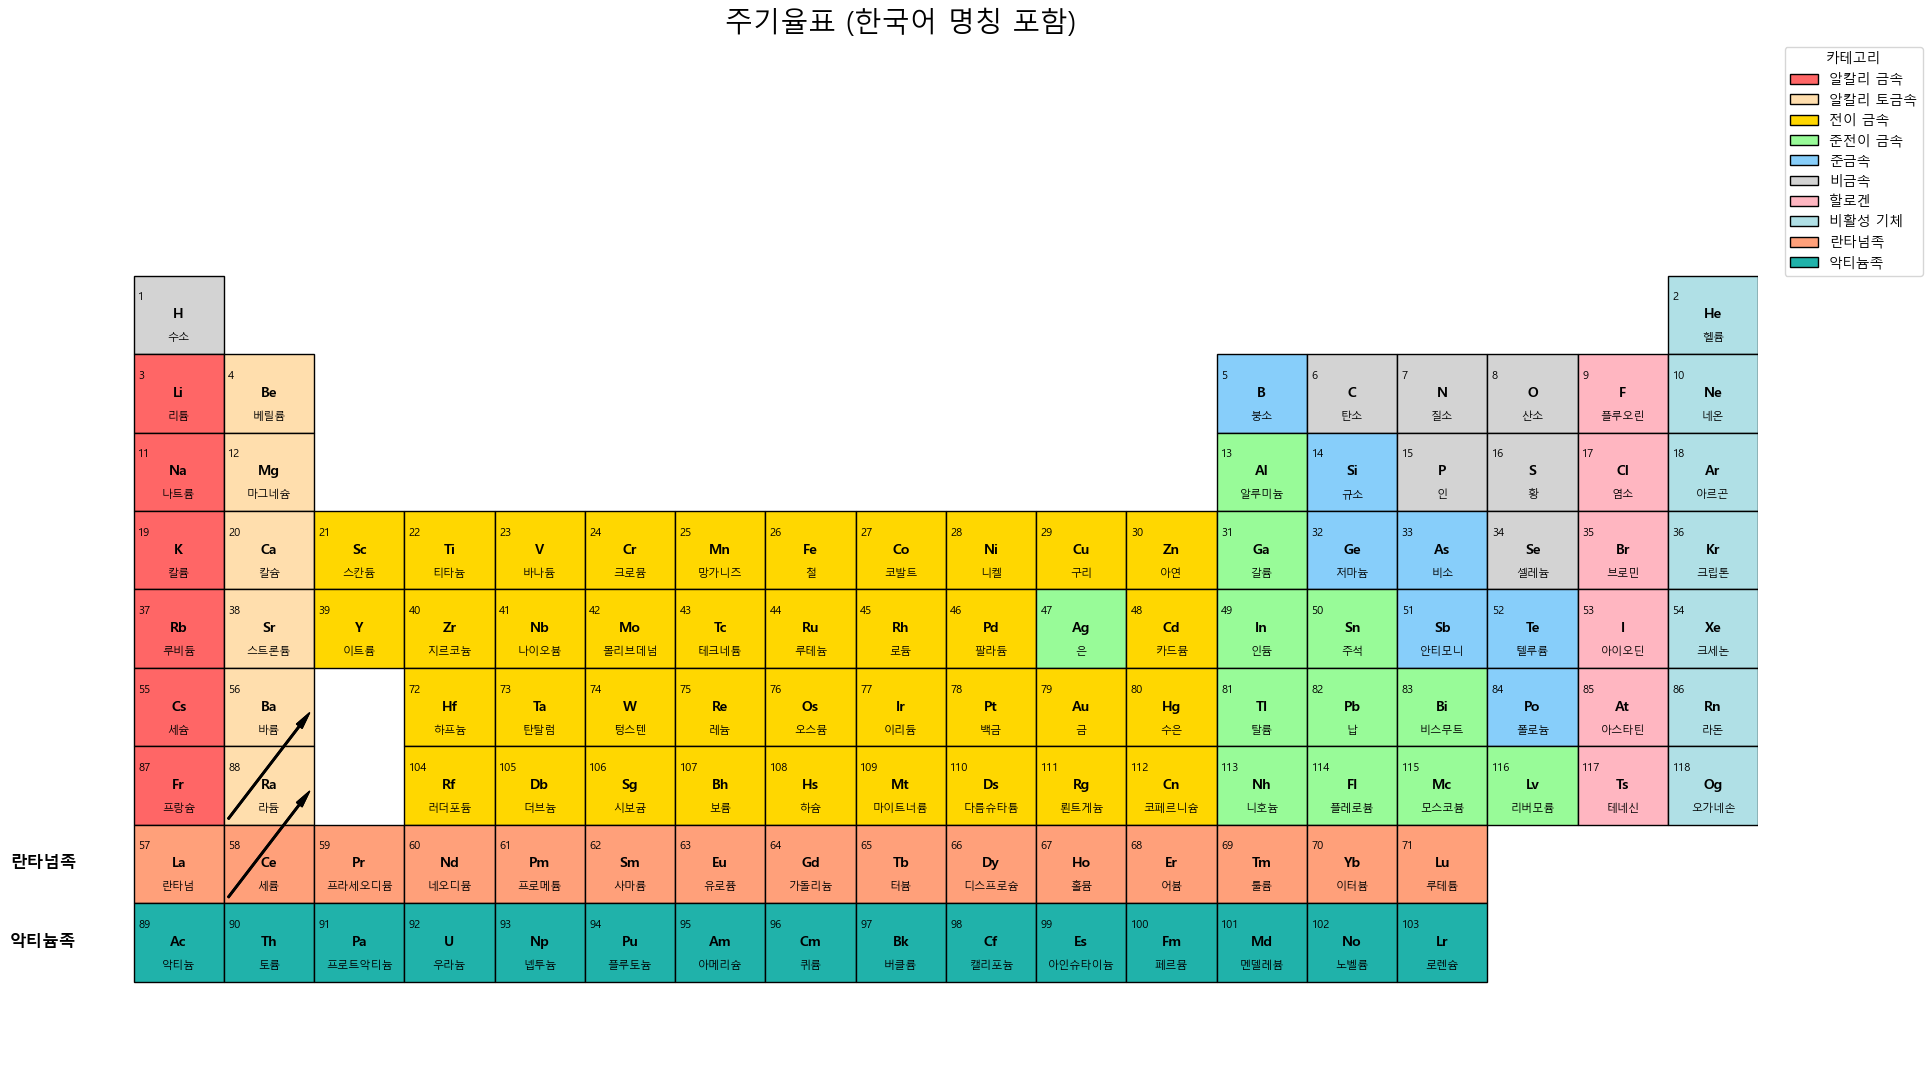 주기율표 (한국어 명칭 포함)
카테고리
알칼리 금속
알칼리 토금속
전이 금속
준전이 금속
준금속
비금속
할로겐
비활성 기체
란타넘족
악티늄족
1 2
H He
수소 헬륨
3 4 5 6 7 8 9 10
Li Be B C N O F Ne
리튬 베릴륨 붕소 탄소 질소 산소 플루오린 네온
11 12 13 14 15 16 17 18
Na Mg Al Si P S Cl Ar
나트륨 마그네슘 알루미늄 규소 인 황 염소 아르곤
19 20 21 22 23 24 25 26 27 28 29 30 31 32 33 34 35 36
K Ca Sc Ti V Cr Mn Fe Co Ni Cu Zn Ga Ge As Se Br Kr
칼륨 칼슘 스칸듐 티타늄 바나듐 크로뮴 망가니즈 철 코발트 니켈 구리 아연 갈륨 저마늄 비소 셀레늄 브로민 크립톤
37 38 39 40 41 42 43 44 45 46 47 48 49 50 51 52 53 54
Rb Sr Y Zr Nb Mo Tc Ru Rh Pd Ag Cd In Sn Sb Te I Xe
루비듐 스트론튬 이트륨 지르코늄 나이오븀 몰리브데넘 테크네튬 루테늄 로듐 팔라듐 은 카드뮴 인듐 주석 안티모니 텔루륨 아이오딘 크세논
55 56 72 73 74 75 76 77 78 79 80 81 82 83 84 85 86
Cs Ba Hf Ta W Re Os Ir Pt Au Hg Tl Pb Bi Po At Rn
세슘 바륨 하프늄 탄탈럼 텅스텐 레늄 오스뮴 이리듐 백금 금 수은 탈륨 납 비스무트 폴로늄 아스타틴 라돈
87 88 104 105 106 107 108 109 110 111 112 113 114 115 116 117 118
Fr Ra Rf Db Sg Bh Hs Mt Ds Rg Cn Nh Fl Mc Lv Ts Og
프랑슘 라듐 러더포듐 더브늄 시보귬 보륨 하슘 마이트너륨 다름슈타튬 뢴트게늄 코페르니슘 니호늄 플레로븀 모스코븀 리버모륨 테네신 오가네손
란타넘족
57 58 59 60 61 62 63 64 65 66 67 68 69 70 71
La Ce Pr Nd Pm Sm Eu Gd Tb Dy Ho Er Tm Yb Lu
란타넘 세륨 프라세오디뮴 네오디뮴 프로메튬 사마륨 유로퓸 가돌리늄 터븀 디스프로슘 홀뮴 어븀 툴륨 이터븀 루테튬
악티늄족
89 90 91 92 93 94 95 96 97 98 99 100 101 102 103
Ac Th Pa U Np Pu Am Cm Bk Cf Es Fm Md No Lr
악티늄 토륨 프로트악티늄 우라늄 넵투늄 플루토늄 아메리슘 퀴륨 버클륨 캘리포늄 아인슈타이늄 페르뮴 멘델레븀 노벨륨 로렌슘